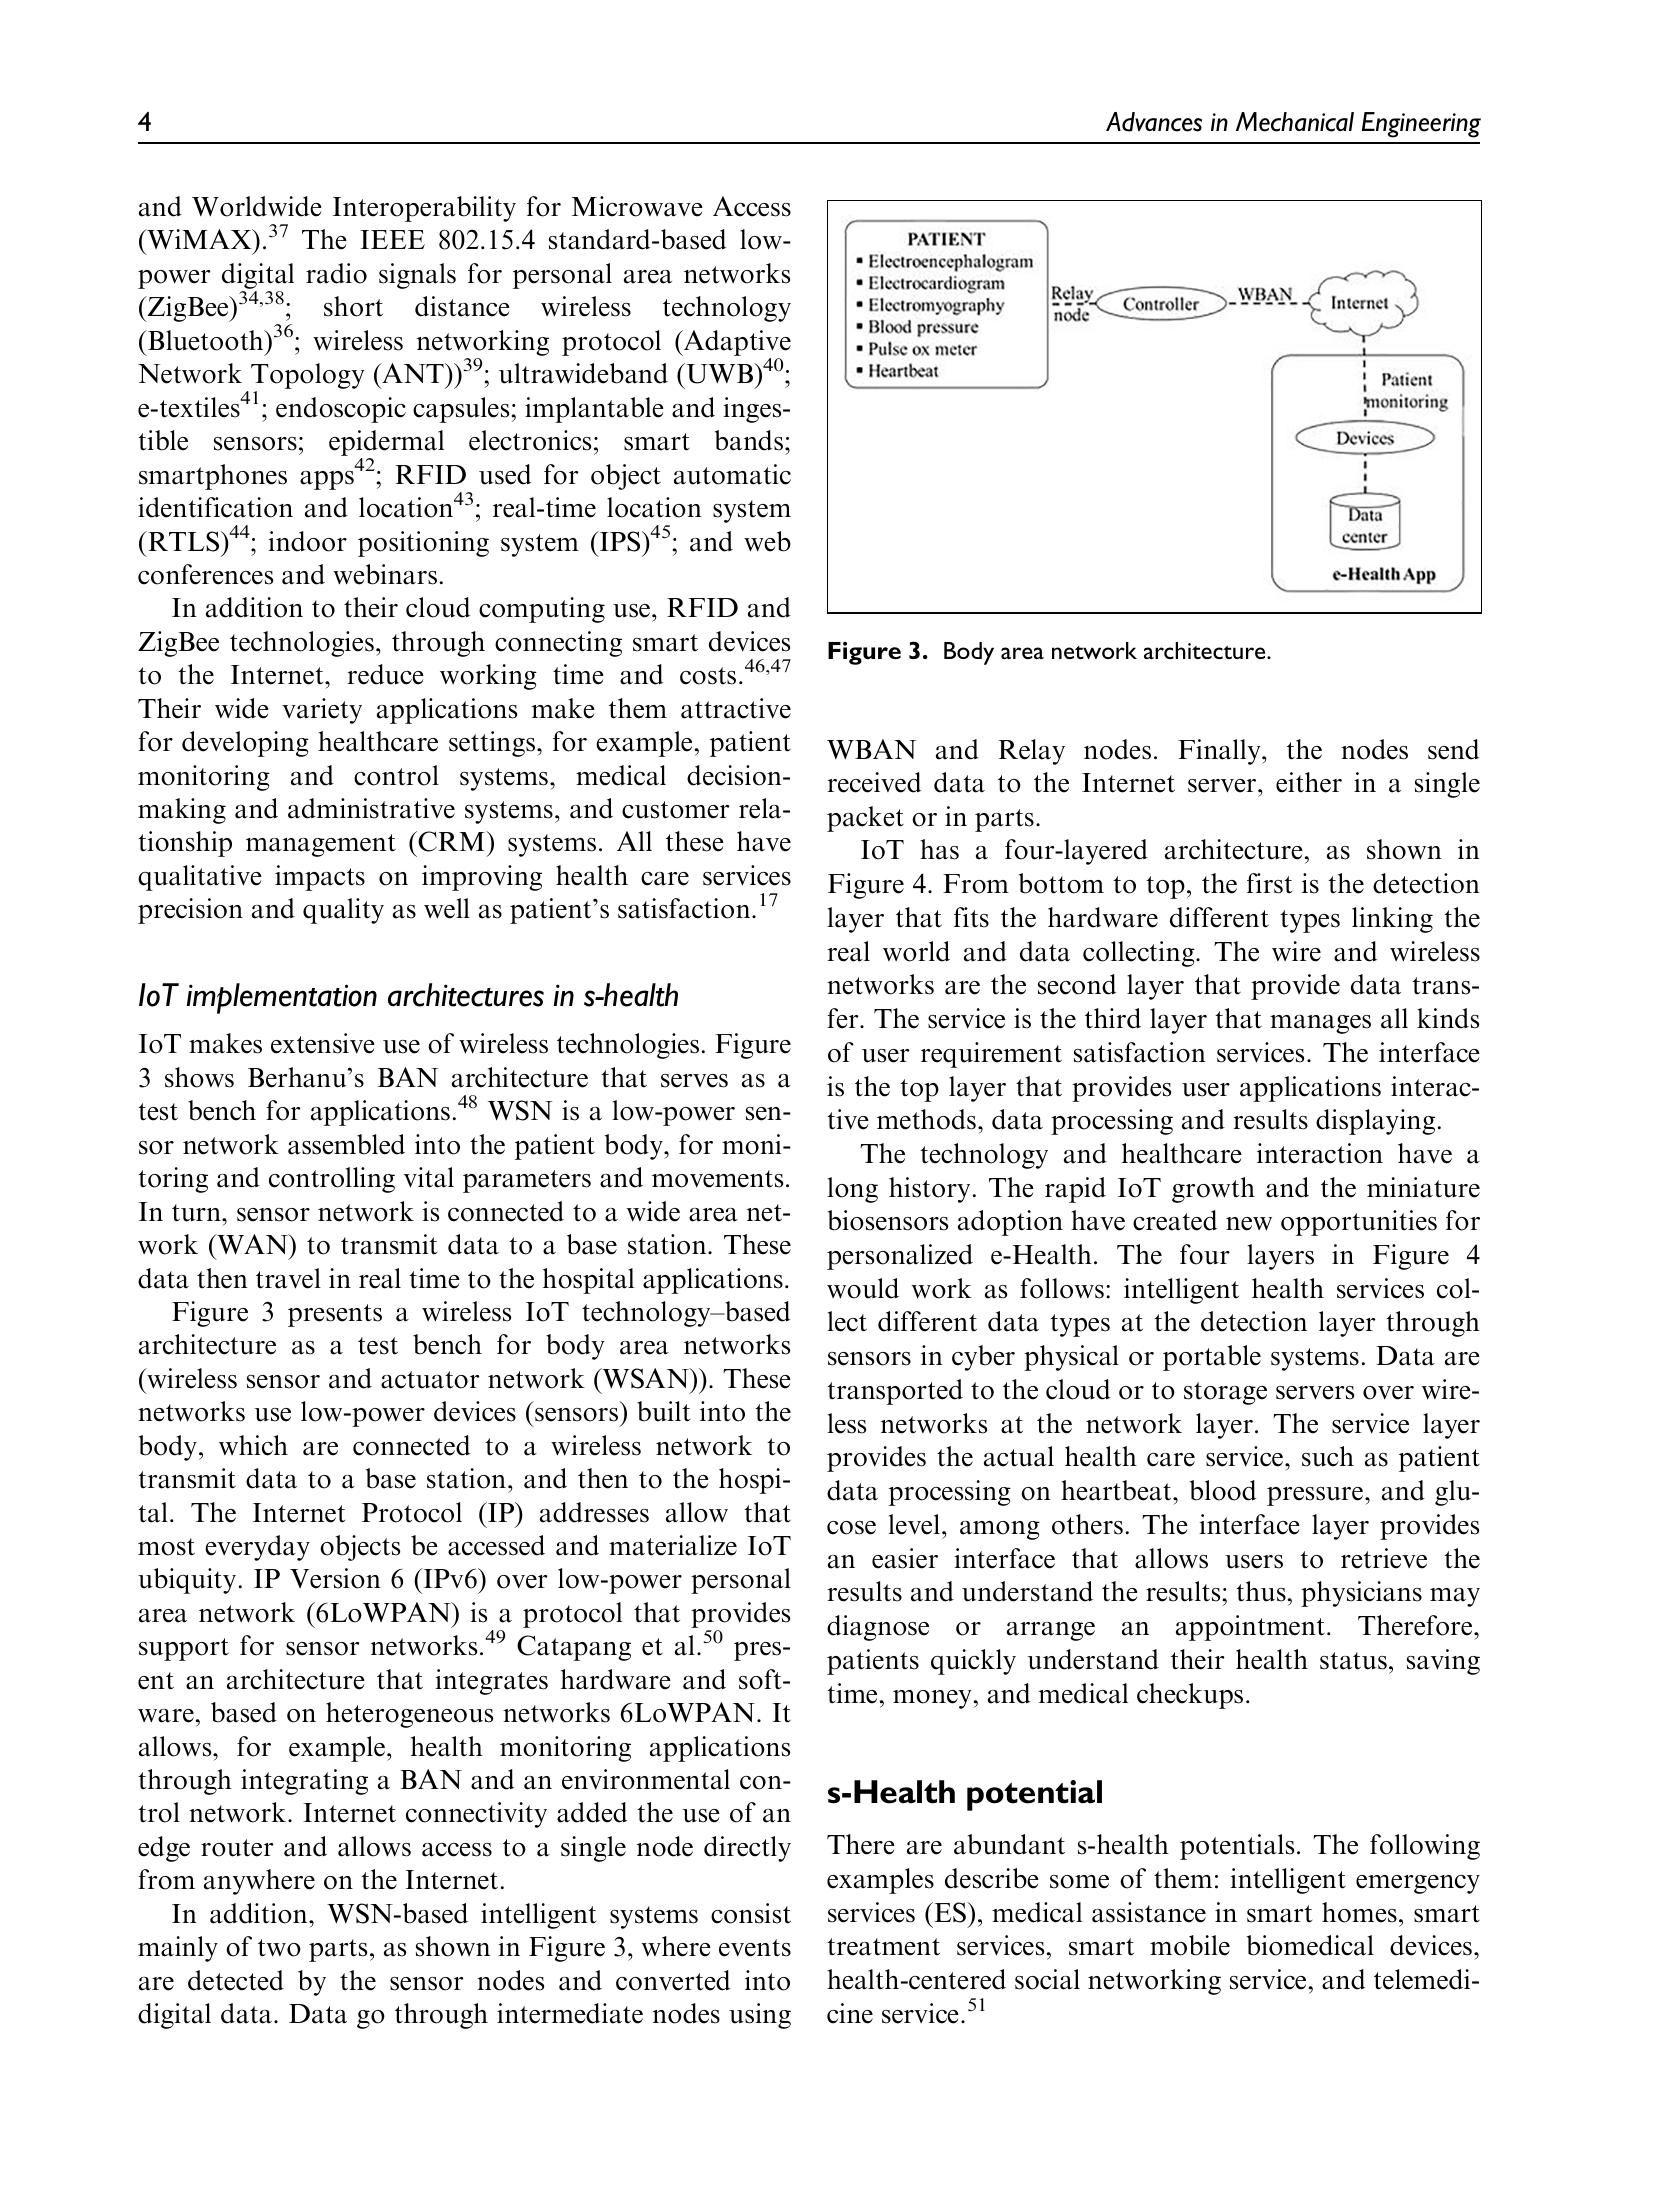 4
Advances in Mechanical Engineering
and Worldwide Interoperability for Microwave Access
(WiMAX).37 The IEEE 802.15.4 standard-based low-
power digital radio signals for personal area networks
(ZigBee)34,38; short distance wireless technology
(Bluetooth)36; wireless networking protocol (Adaptive
Network Topology (ANT))39; ultrawideband (UWB)40;
e-textiles41; endoscopic capsules; implantable and inges-
tible sensors; epidermal electronics; smart bands;
smartphones apps42; RFID used for object automatic
identification and location43; real-time location system
(RTLS)44; indoor positioning system (IPS)45; and web
conferences and webinars.
In addition to their cloud computing use, RFID and
ZigBee technologies, through connecting smart devices
to the Internet, reduce working time and costs.46,47
Their wide variety applications make them attractive
for developing healthcare settings, for example, patient
monitoring and control systems, medical decision-
making and administrative systems, and customer rela-
tionship management (CRM) systems. All these have
qualitative impacts on improving health care services
precision and quality as well as patient's satisfaction.17
IoT implementation architectures in s-health
IoT makes extensive use of wireless technologies. Figure
3 shows Berhanu's BAN architecture that serves as a
test bench for applications.48 WSN is a low-power sen-
sor network assembled into the patient body, for moni-
toring and controlling vital parameters and movements.
In turn, sensor network is connected to a wide area net-
work (WAN) to transmit data to a base station. These
data then travel in real time to the hospital applications.
Figure 3 presents a wireless IoT technology–based
architecture as a test bench for body area networks
(wireless sensor and actuator network (WSAN)). These
networks use low-power devices (sensors) built into the
body, which are connected to a wireless network to
transmit data to a base station, and then to the hospi-
tal. The Internet Protocol (IP) addresses allow that
most everyday objects be accessed and materialize IoT
ubiquity. IP Version 6 (IPv6) over low-power personal
area network (6LoWPAN) is a protocol that provides
support for sensor networks.49 Catapang et al.50 pres-
ent an architecture that integrates hardware and soft-
ware, based on heterogeneous networks 6LoWPAN. It
allows, for example, health monitoring applications
through integrating a BAN and an environmental con-
trol network. Internet connectivity added the use of an
edge router and allows access to a single node directly
from anywhere on the Internet.
In addition, WSN-based intelligent systems consist
mainly of two parts, as shown in Figure 3, where events
are detected by the sensor nodes and converted into
digital data. Data go through intermediate nodes using
PATIENT
▪ Electroencephalogram
▪ Electrocardiogram
▪ Electromyography
▪ Blood pressure
▪ Pulse ox meter
▪ Heartbeat
Relay
node
Controller
WBAN
Internet
Patient
monitoring
Devices
Data
center
e-Health App
Figure 3. Body area network architecture.
WBAN and Relay nodes. Finally, the nodes send
received data to the Internet server, either in a single
packet or in parts.
IoT has a four-layered architecture, as shown in
Figure 4. From bottom to top, the first is the detection
layer that fits the hardware different types linking the
real world and data collecting. The wire and wireless
networks are the second layer that provide data trans-
fer. The service is the third layer that manages all kinds
of user requirement satisfaction services. The interface
is the top layer that provides user applications interac-
tive methods, data processing and results displaying.
The technology and healthcare interaction have a
long history. The rapid IoT growth and the miniature
biosensors adoption have created new opportunities for
personalized e-Health. The four layers in Figure 4
would work as follows: intelligent health services col-
lect different data types at the detection layer through
sensors in cyber physical or portable systems. Data are
transported to the cloud or to storage servers over wire-
less networks at the network layer. The service layer
provides the actual health care service, such as patient
data processing on heartbeat, blood pressure, and glu-
cose level, among others. The interface layer provides
an easier interface that allows users to retrieve the
results and understand the results; thus, physicians may
diagnose or arrange an appointment. Therefore,
patients quickly understand their health status, saving
time, money, and medical checkups.
s-Health potential
There are abundant s-health potentials. The following
examples describe some of them: intelligent emergency
services (ES), medical assistance in smart homes, smart
treatment services, smart mobile biomedical devices,
health-centered social networking service, and telemedi-
cine service.51